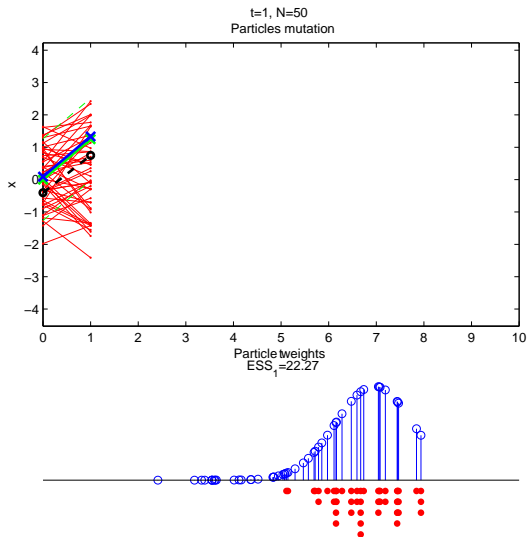 t=1, N=50
Particles mutation
4
3
2
1
0
−1
−2
−3
−4
x
0 1 2 3 4 5 6 7 8 9 10
t
Particle weights
ESS1=22.27